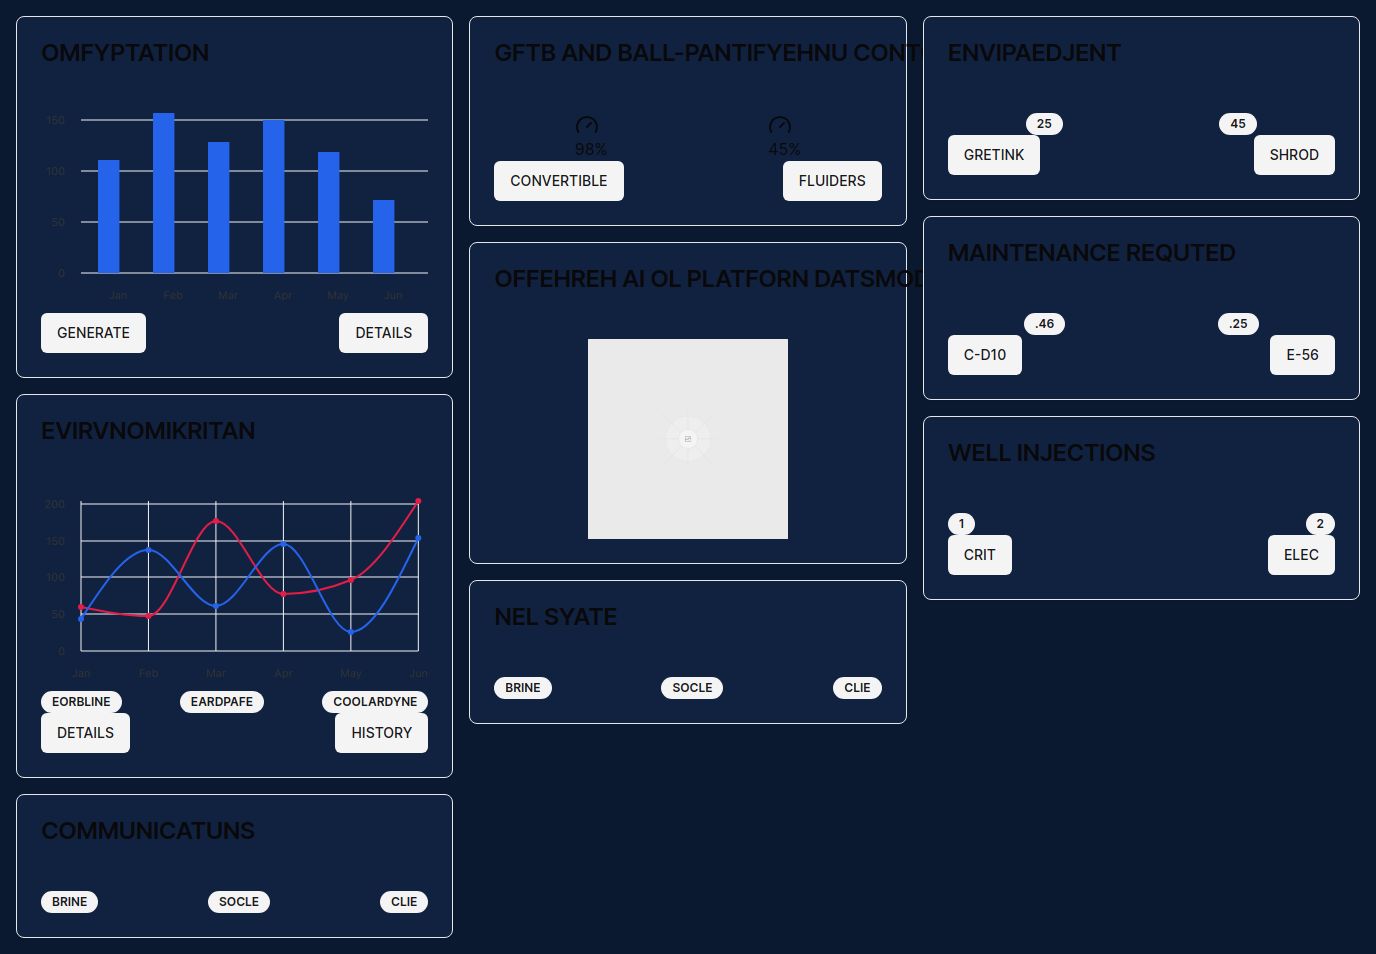 OMFYPTATION
150
100
50
0
Jan Feb Mar Apr May Jun
GENERATE DETAILS
EVIRVNOMIKRITAN
200
150
100
50
0
Jan Feb Mar Apr May Jun
EORBLINE EARDPAFE COOLARDYNE
DETAILS HISTORY
COMMUNICATUNS
BRINE SOCLE CLIE
GFTB AND BALL-PANTIFYEHNU CONT
98% 45%
CONVERTIBLE FLUIDERS
OFFEHREH AI OL PLATFORN DATSMOD
NEL SYATE
BRINE SOCLE CLIE
ENVIPAEDJENT
25 45
GRETINK SHROD
MAINTENANCE REQUTED
.46 .25
C-D10 E-56
WELL INJECTIONS
1 2
CRIT ELEC